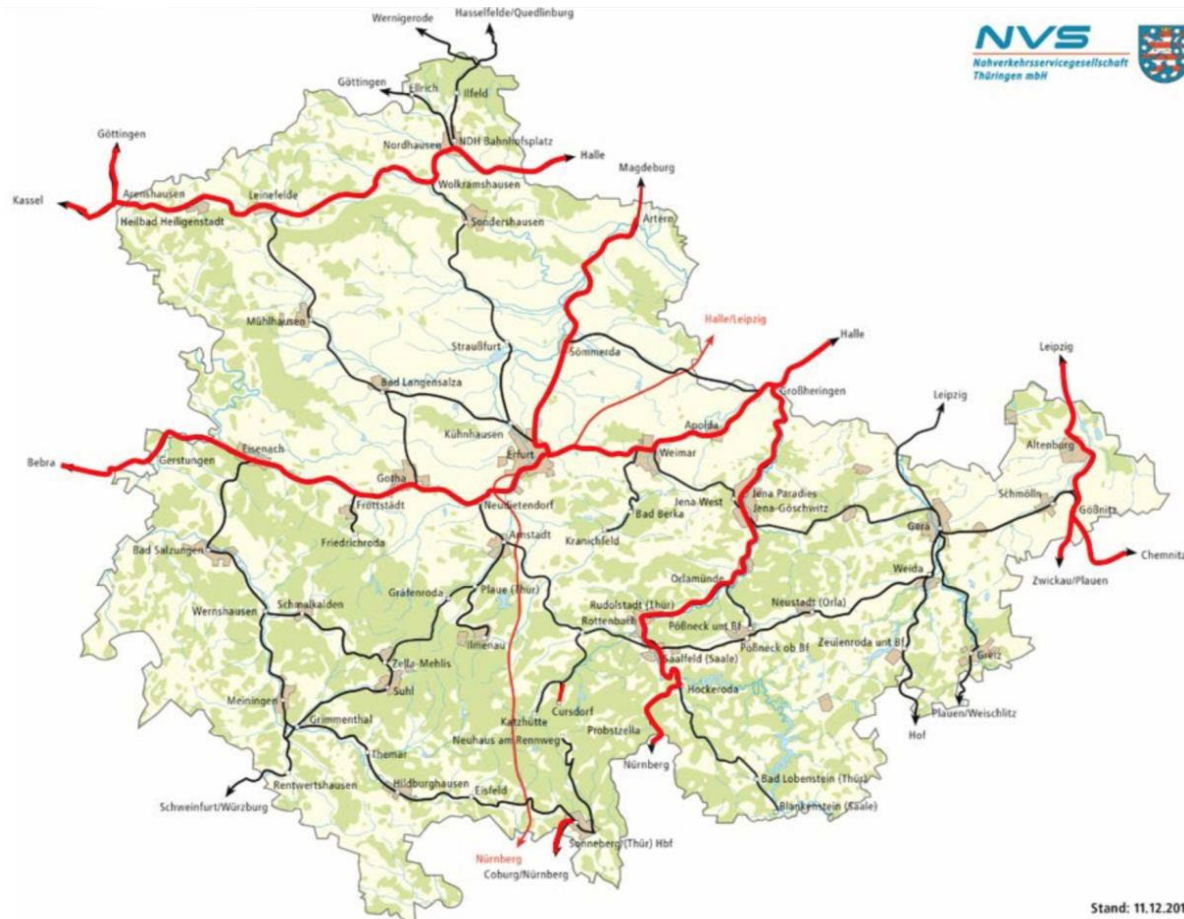 Hasselfelde/Quedlinburg
Wernigerode
NVS
Nahverkehrsservicegesellschaft
Thüringen mbH
Göttingen
Ellrich
Ilfeld
Göttingen
NDH Bahnhofsplatz
Nordhausen
Halle
Magdeburg
Kassel
Arenshausen
Leinefelde
Wolkramshausen
Heilbad Heiligenstadt
Sondershausen
Artern
Mühlhausen
Halle/Leipzig
Halle
Straußfurt
Sömmerda
Leipzig
Bad Langensalza
Großheringen
Leipzig
Kühnhausen
Apolda
Altenburg
Bebra
Gerstungen
Eisenach
Erfurt
Weimar
Gotha
Fröttstädt
Neudietendorf
Jena West
Jena Paradies
Jena-Göschwitz
Schmölln
Gößnitz
Bad Berka
Gera
Friedrichroda
Arnstadt
Kranichfeld
Bad Salzungen
Chemnitz
Weida
Zwickau/Plauen
Orlamünde
Gräfenroda
Plaue (Thür)
Wernshausen
Schmalkalden
Rudolstadt (Thür)
Neustadt (Orla)
Rottenbach
Pößneck unt Bf
Ilmenau
Pößneck ob Bf
Zeulenroda unt Bf
Saalfeld (Saale)
Greiz
Zella-Mehlis
Suhl
Hockeroda
Meiningen
Cursdorf
Grimmenthal
Katzhütte
Probstzella
Plauen/Weischlitz
Hof
Neuhaus am Rennweg
Themar
Nürnberg
Rentwertshausen
Hildburghausen
Eisfeld
Bad Lobenstein (Thür)
Schweinfurt/Würzburg
Blankenstein (Saale)
Sonneberg (Thür) Hbf
Nürnberg
Coburg/Nürnberg
Stand: 11.12.201